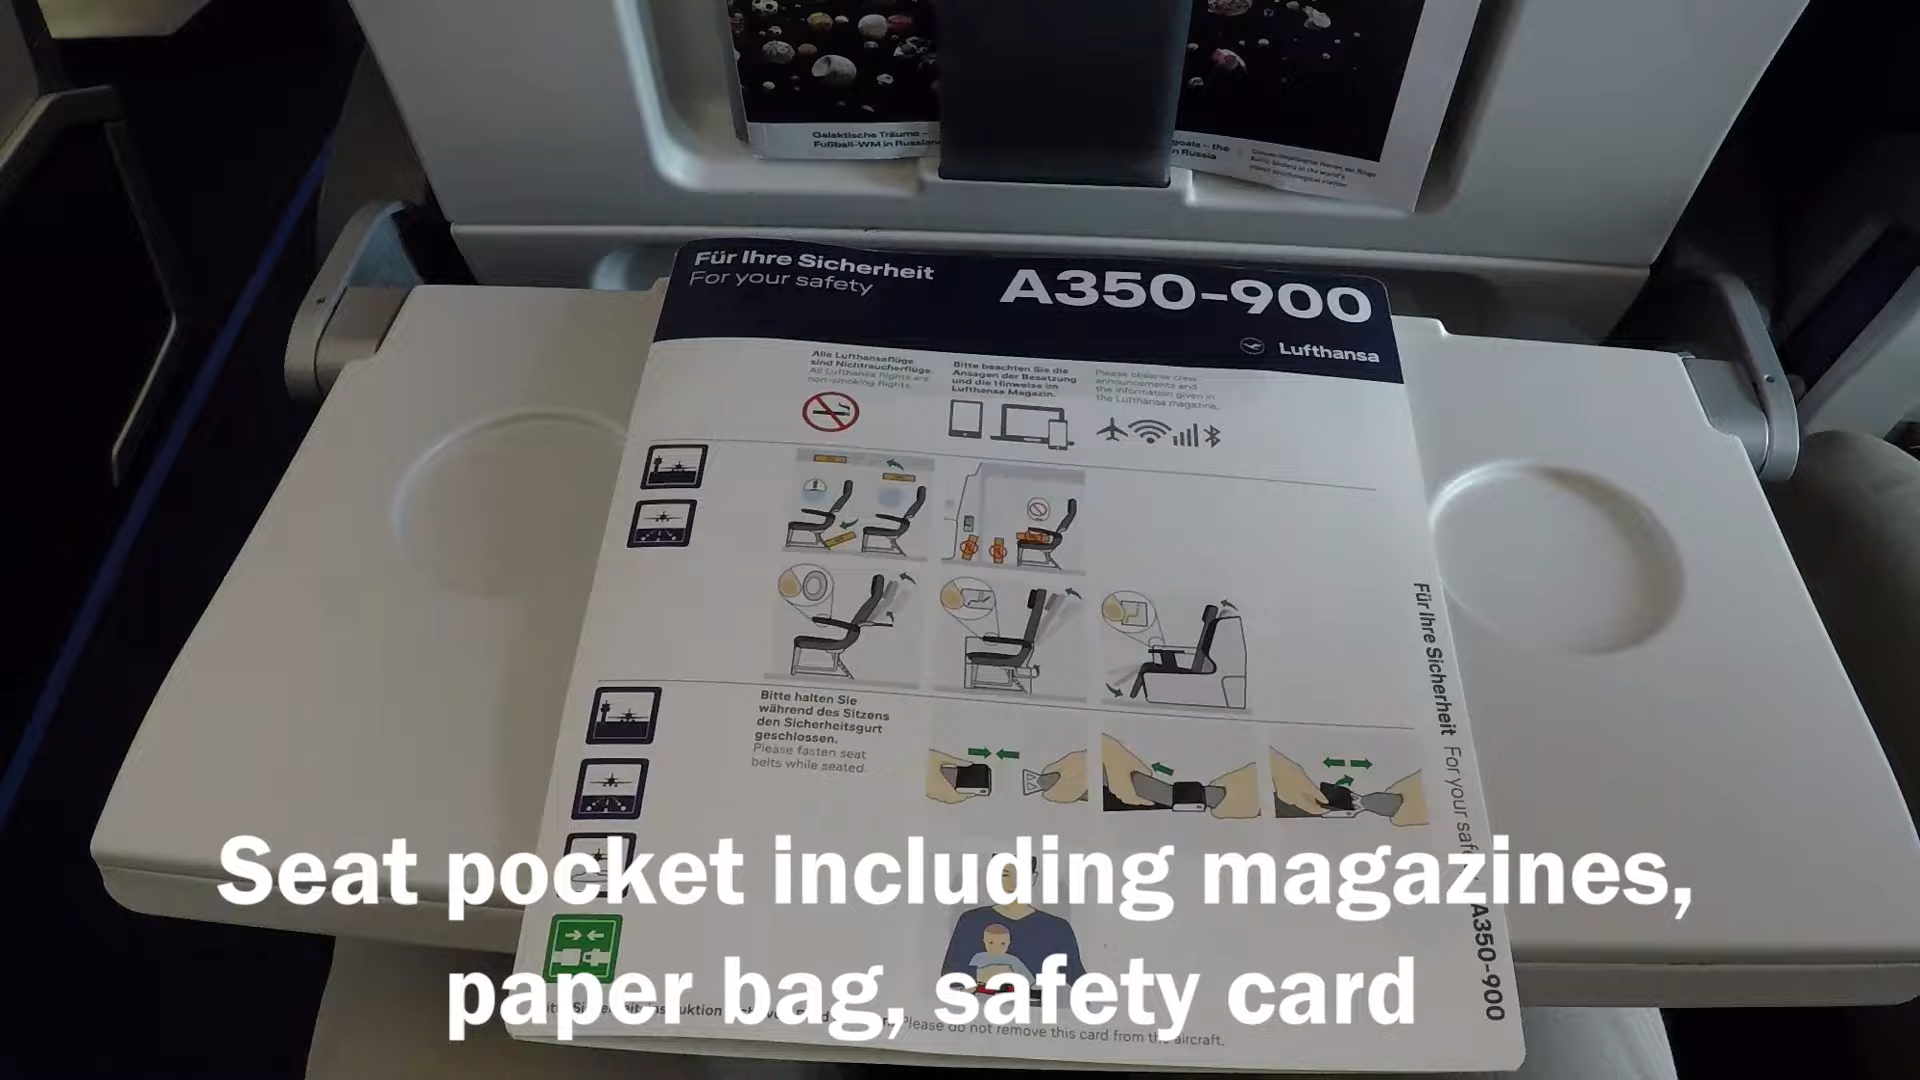 Galaktische Träume –
Fußball-WM in Russland
goals – the
n Russia
Für Ihre Sicherheit
For your safety
A350-900
Lufthansa
Alle Lufthansaflüge
sind Nichtraucherflüge.
All Lufthansa flights are
non-smoking flights.
Bitte beachten Sie die
Ansagen der Besatzung
und die Hinweise im
Lufthansa Magazin.
Please observe crew
announcements and
the information given in
the Lufthansa magazine.
Bitte halten Sie
während des Sitzens
den Sicherheitsgurt
geschlossen.
Please fasten seat
belts while seated.
Für Ihre Sicherheit For your safe
A350-900
Seat pocket including magazines,
paper bag, safety card
Please do not remove this card from the aircraft.